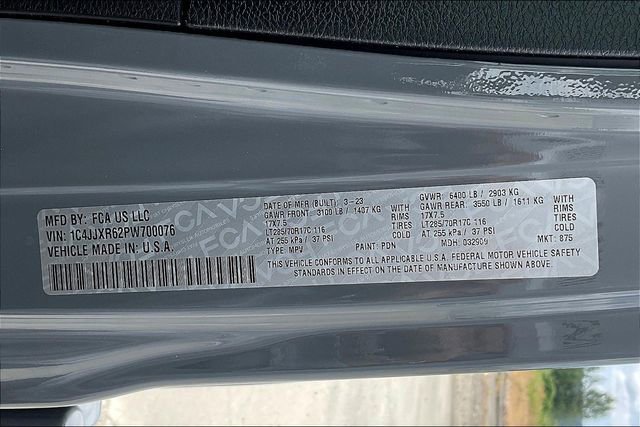 MFD BY: FCA US LLC
VIN: 1C4JJXR62PW700076
VEHICLE MADE IN U.S.A.
DATE OF MFR (BUILT): 3-23
GAWR FRONT: 3100 LB / 1407 KG
17X7.5
LT285/70R17C 116
AT 255 kPa / 37 PSI
TYPE: MPV
PAINT: PDN
WITH
RIMS
TIRES
COLD
GVWR: 6400 LB / 2903 KG
GAWR REAR: 3550 LB / 1611 KG
17X7.5
LT285/70R17C 116
AT 255 kPa / 37 PSI
MDH: 032909
WITH
RIMS
TIRES
COLD
MKT: 875
THIS VEHICLE CONFORMS TO ALL APPLICABLE U.S.A. FEDERAL MOTOR VEHICLE SAFETY
STANDARDS IN EFFECT ON THE DATE OF MANUFACTURE SHOWN ABOVE.